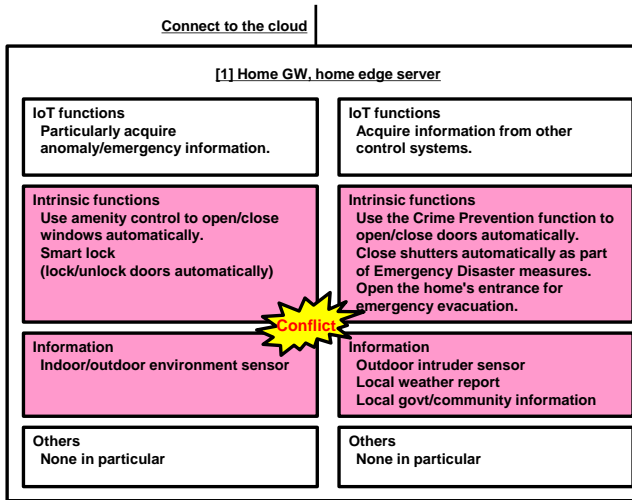 Connect to the cloud
[1] Home GW, home edge server
IoT functions
Particularly acquire
anomaly/emergency information.
Intrinsic functions
Use amenity control to open/close
windows automatically.
Smart lock
(lock/unlock doors automatically)
Information
Indoor/outdoor environment sensor
Others
None in particular
IoT functions
Acquire information from other
control systems.
Intrinsic functions
Use the Crime Prevention function to
open/close doors automatically.
Close shutters automatically as part
of Emergency Disaster measures.
Open the home's entrance for
emergency evacuation.
Information
Outdoor intruder sensor
Local weather report
Local govt/community information
Others
None in particular
Conflict